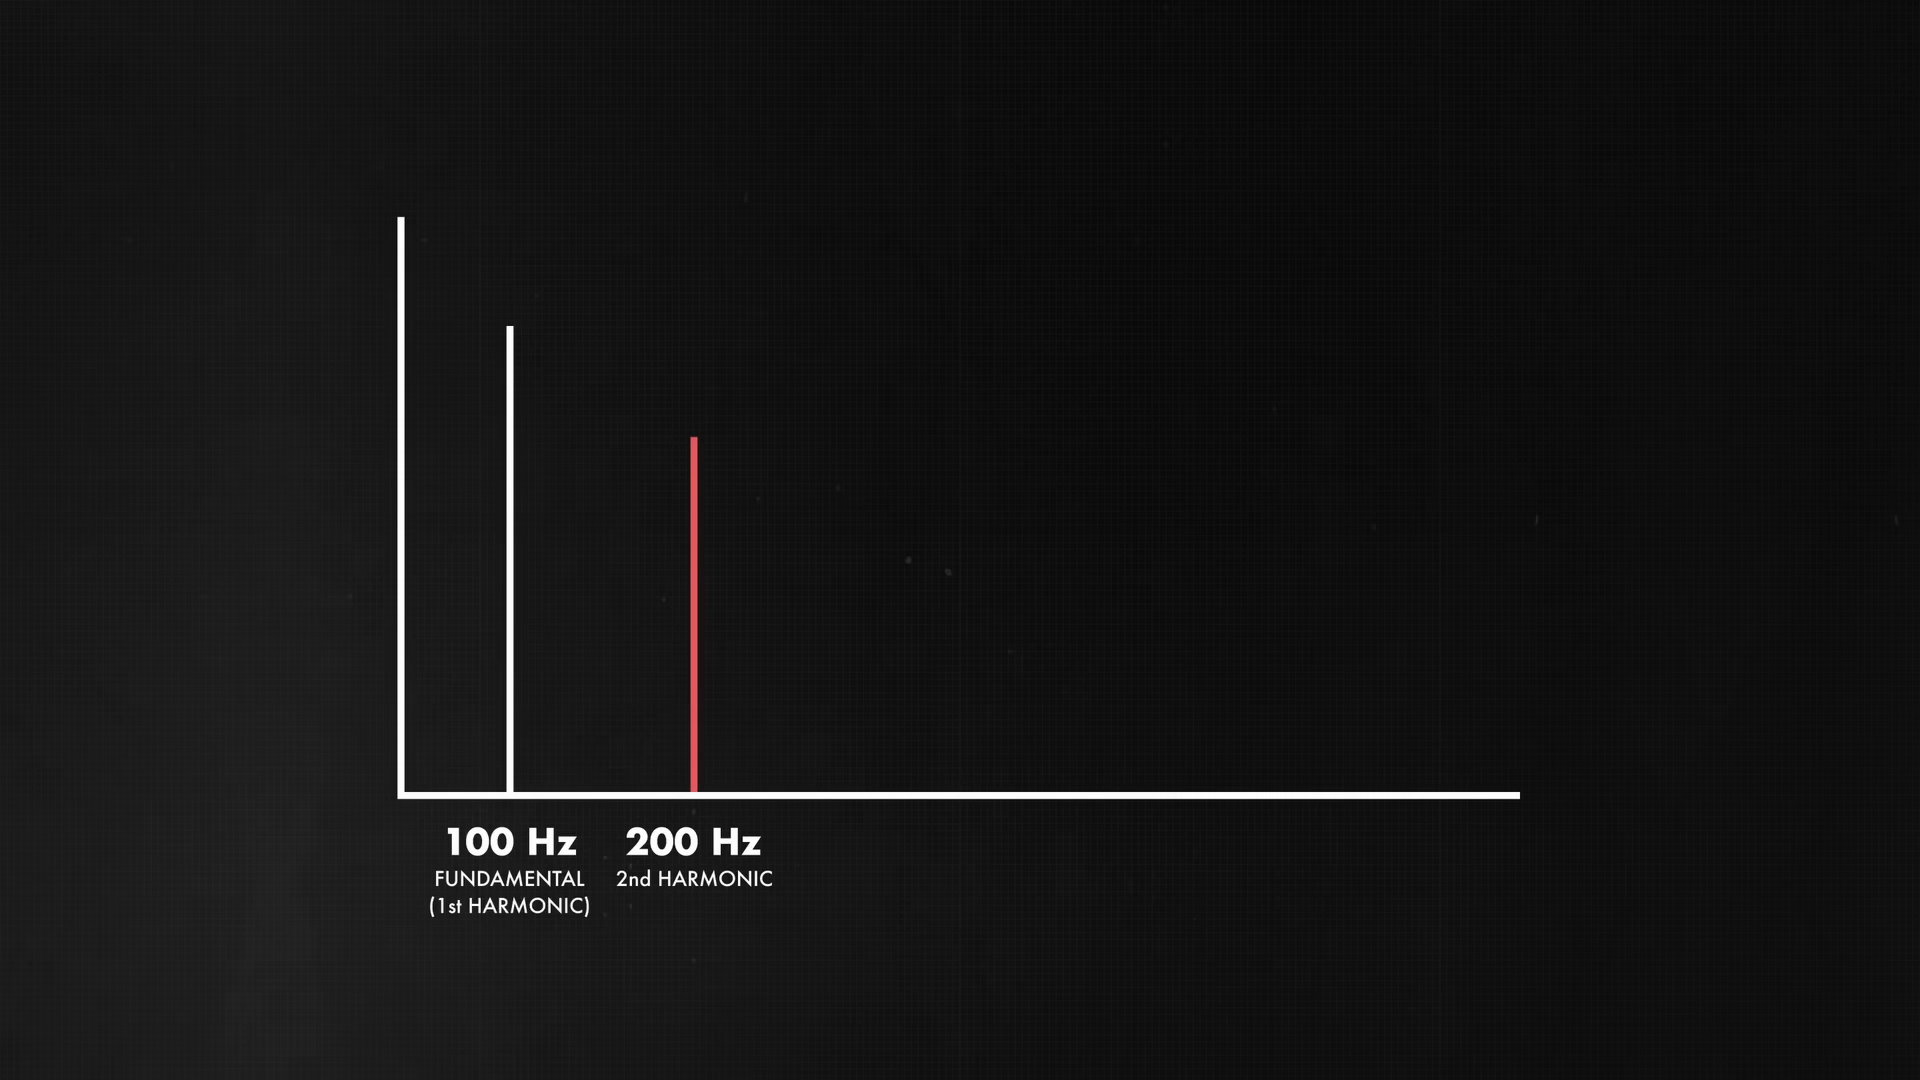 100 Hz
FUNDAMENTAL
(1st HARMONIC)
200 Hz
2nd HARMONIC